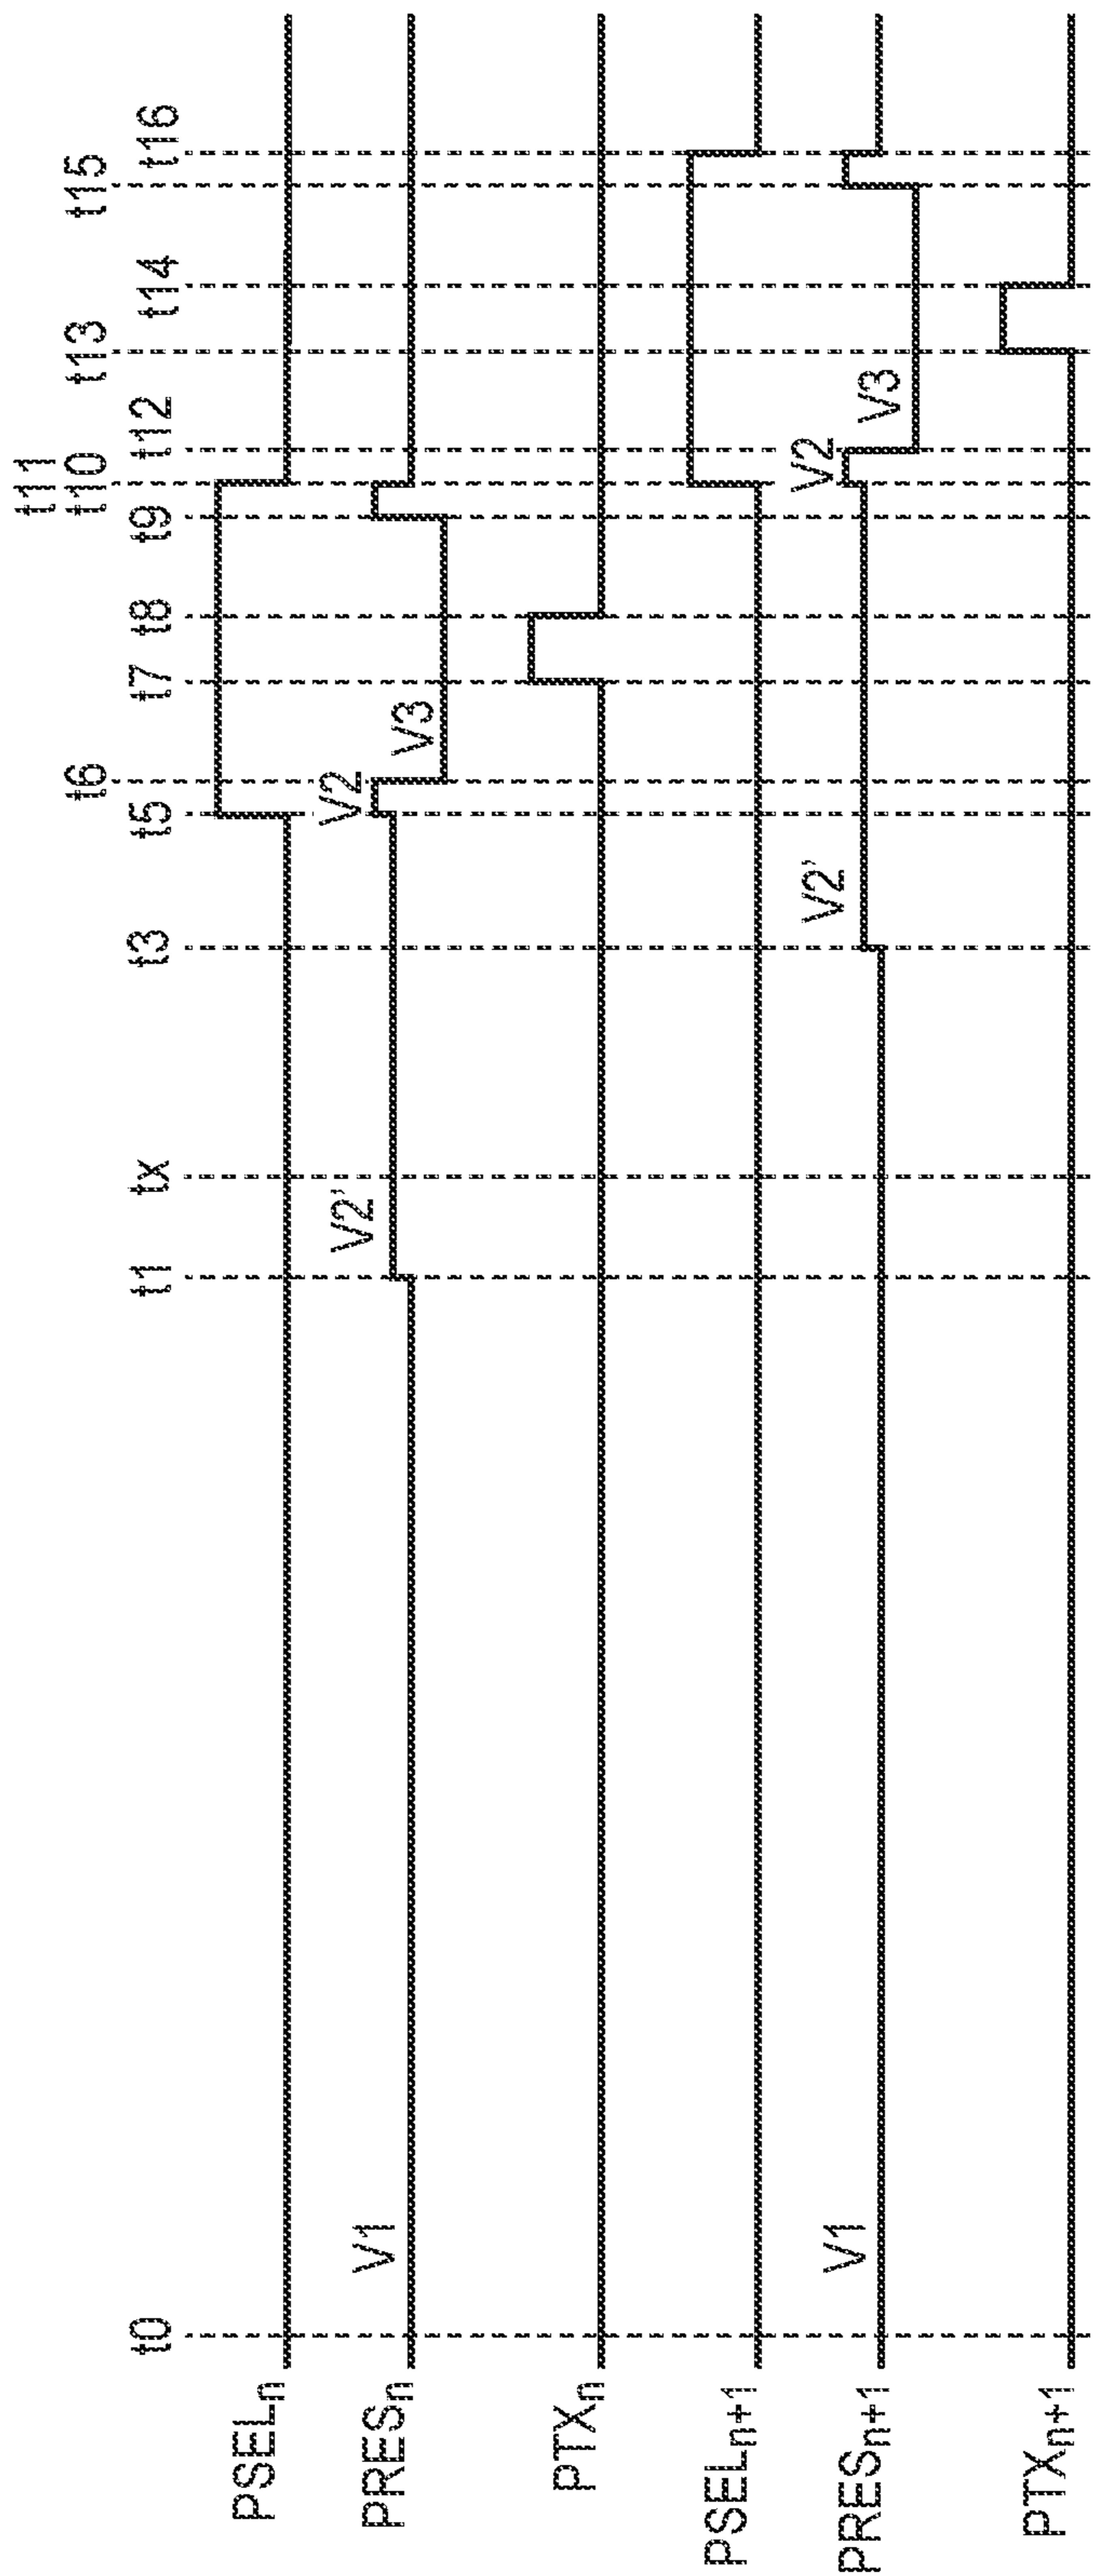 t11
t6 t10 t13 t15
t0 t1 tx t3 t5 t7 t8 t9 t12 t14 t16
PSELn
PRESn V1 V2' V2 V3
PTXn
PSELn+1
PRESn+1 V1 V2' V2 V3
PTXn+1